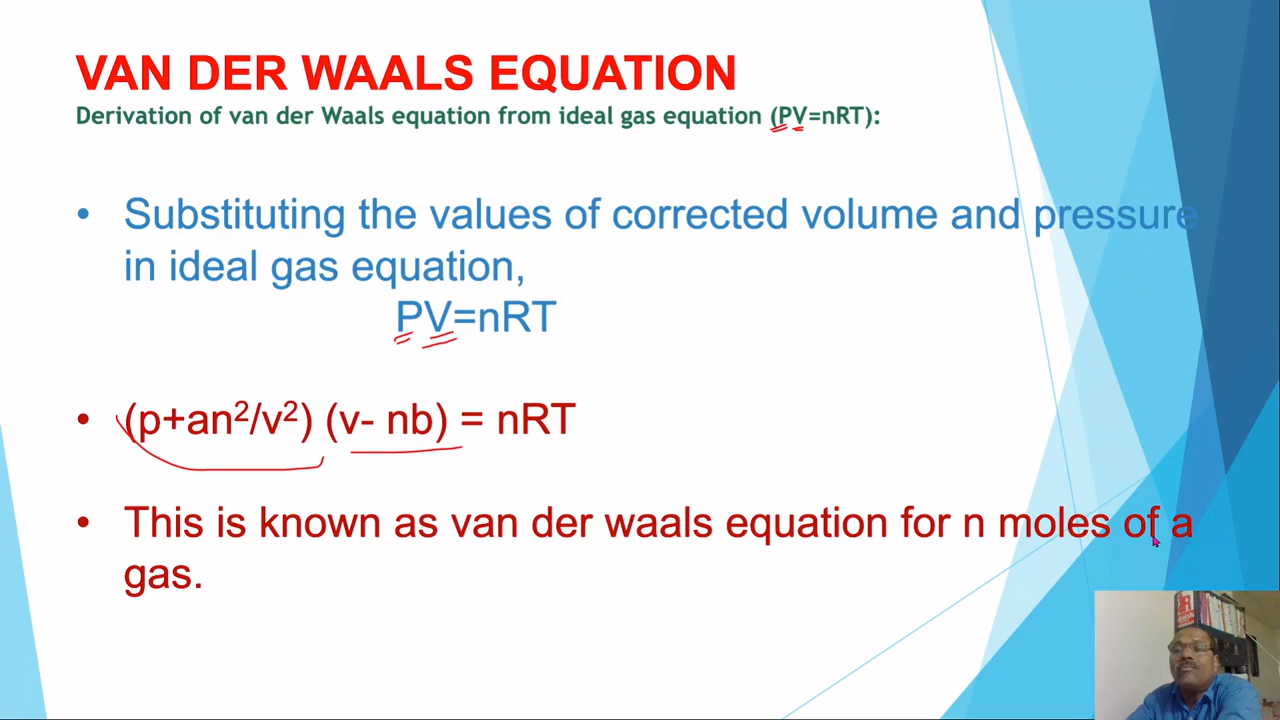 VAN DER WAALS EQUATION
Derivation of van der Waals equation from ideal gas equation (PV=nRT):
• Substituting the values of corrected volume and pressure
in ideal gas equation,
PV=nRT
• (p+an²/v²) (v- nb) = nRT
• This is known as van der waals equation for n moles of a
gas.